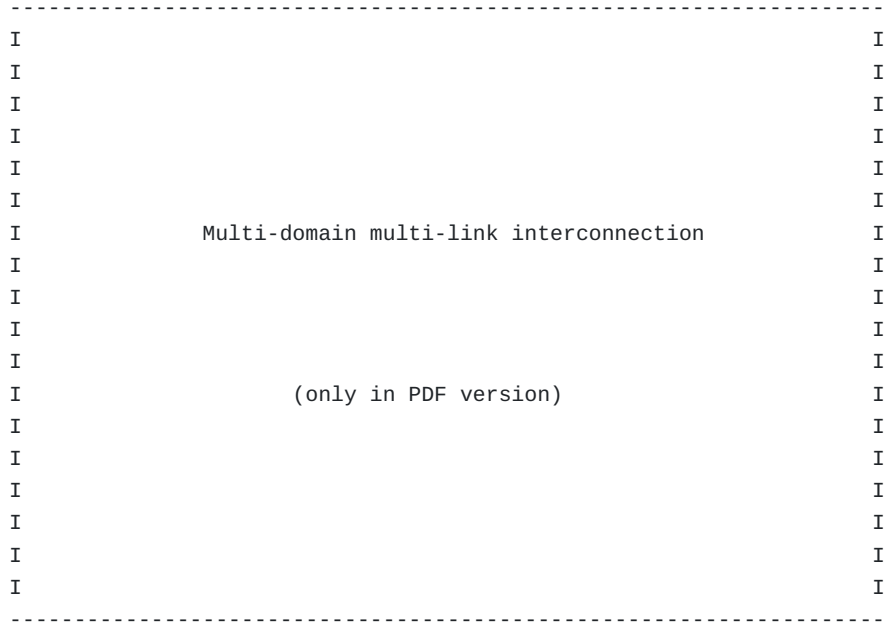 --------------------------------------------------------------------
I I
I I
I I
I I
I I
I I
I Multi-domain multi-link interconnection I
I I
I I
I I
I I
I (only in PDF version) I
I I
I I
I I
I I
I I
I I
--------------------------------------------------------------------